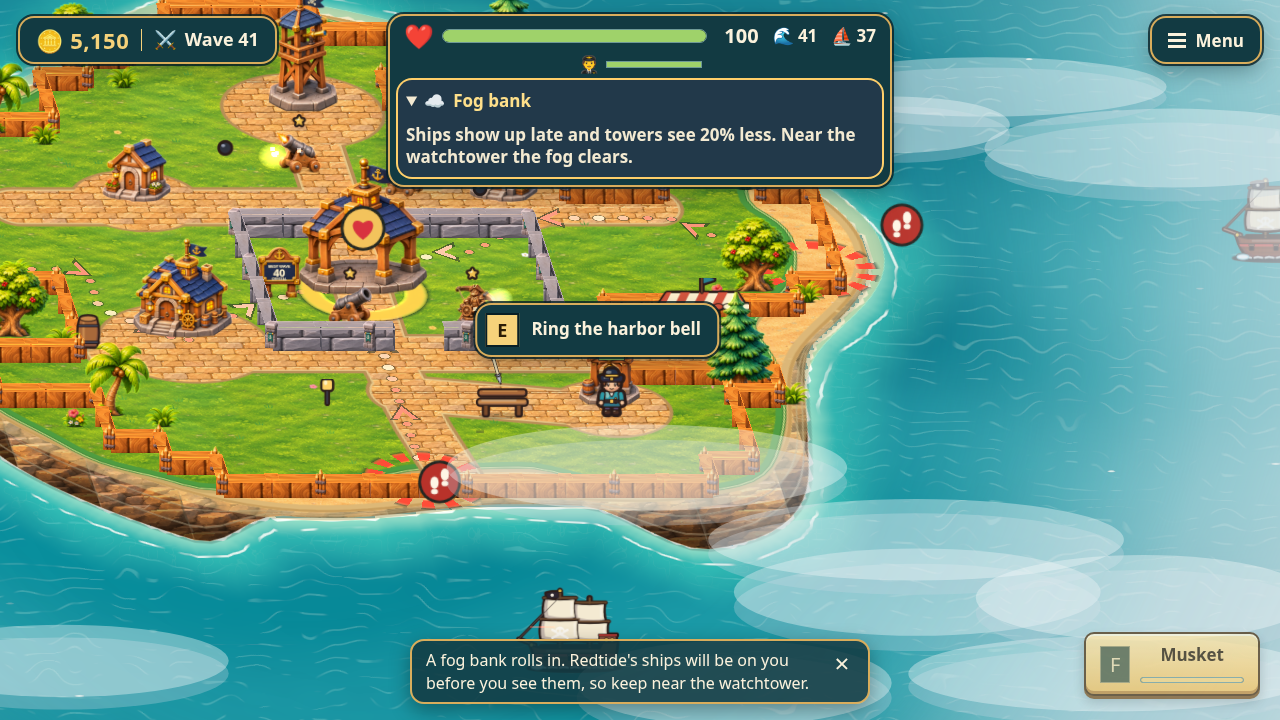 5,150
Wave 41
100
41
37
Menu
Fog bank
Ships show up late and towers see 20% less. Near the
watchtower the fog clears.
40
E
Ring the harbor bell
A fog bank rolls in. Redtide's ships will be on you
before you see them, so keep near the watchtower.
F
Musket